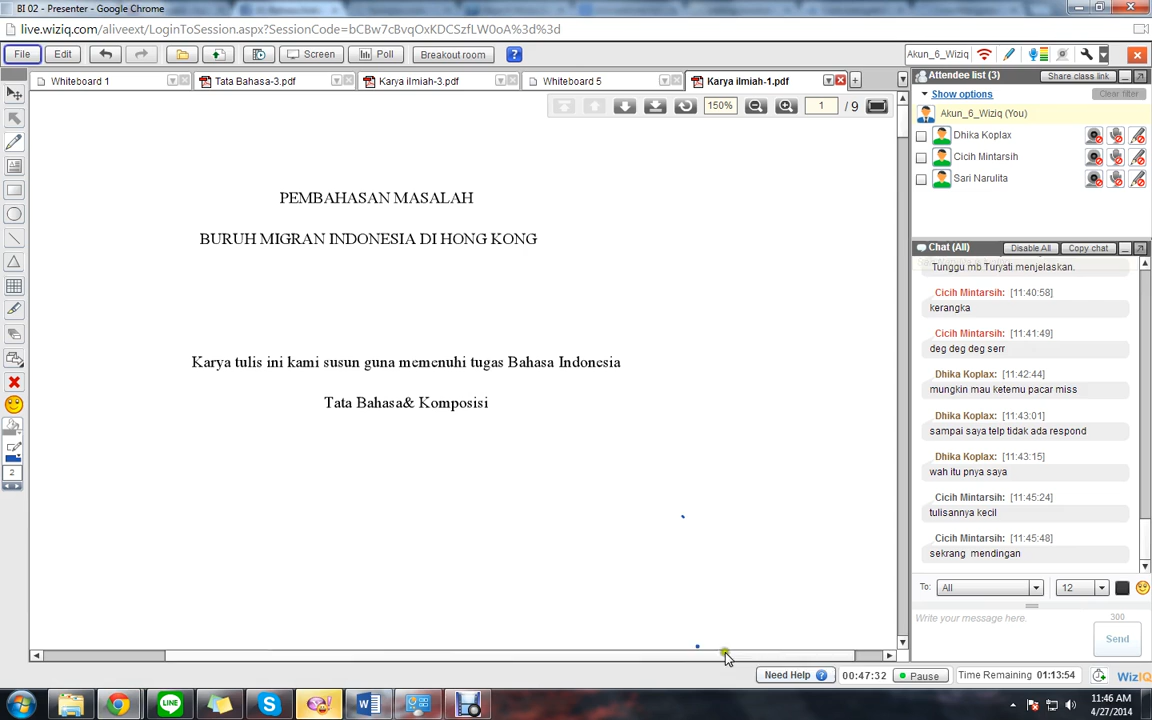 BI 02 - Presenter - Google Chrome
live.wiziq.com/aliveext/LoginToSession.aspx?SessionCode=bCBw7cBvqOxKDCSzfLW0oA%3d%3d
File Edit Screen Poll Breakout room ? Akun_6_Wiziq
Whiteboard 1 Tata Bahasa-3.pdf Karya ilmiah-3.pdf Whiteboard 5 Karya ilmiah-1.pdf
150% 1 / 9
PEMBAHASAN MASALAH
BURUH MIGRAN INDONESIA DI HONG KONG
Karya tulis ini kami susun guna memenuhi tugas Bahasa Indonesia
Tata Bahasa& Komposisi
2
Attendee list (3) Share class link
Show options Clear filter
Akun_6_Wiziq (You)
Dhika Koplax
Cicih Mintarsih
Sari Narulita
Chat (All) Disable All Copy chat
Tunggu mb Turyati menjelaskan.
Cicih Mintarsih: [11:40:58]
kerangka
Cicih Mintarsih: [11:41:49]
deg deg deg serr
Dhika Koplax: [11:42:44]
mungkin mau ketemu pacar miss
Dhika Koplax: [11:43:01]
sampai saya telp tidak ada respond
Dhika Koplax: [11:43:15]
wah itu pnya saya
Cicih Mintarsih: [11:45:24]
tulisannya kecil
Cicih Mintarsih: [11:45:48]
sekrang mendingan
To: All 12
Write your message here. 300
Send
Need Help ? 00:47:32 Pause Time Remaining 01:13:54 WizIQ
LINE
11:46 AM
4/27/2014